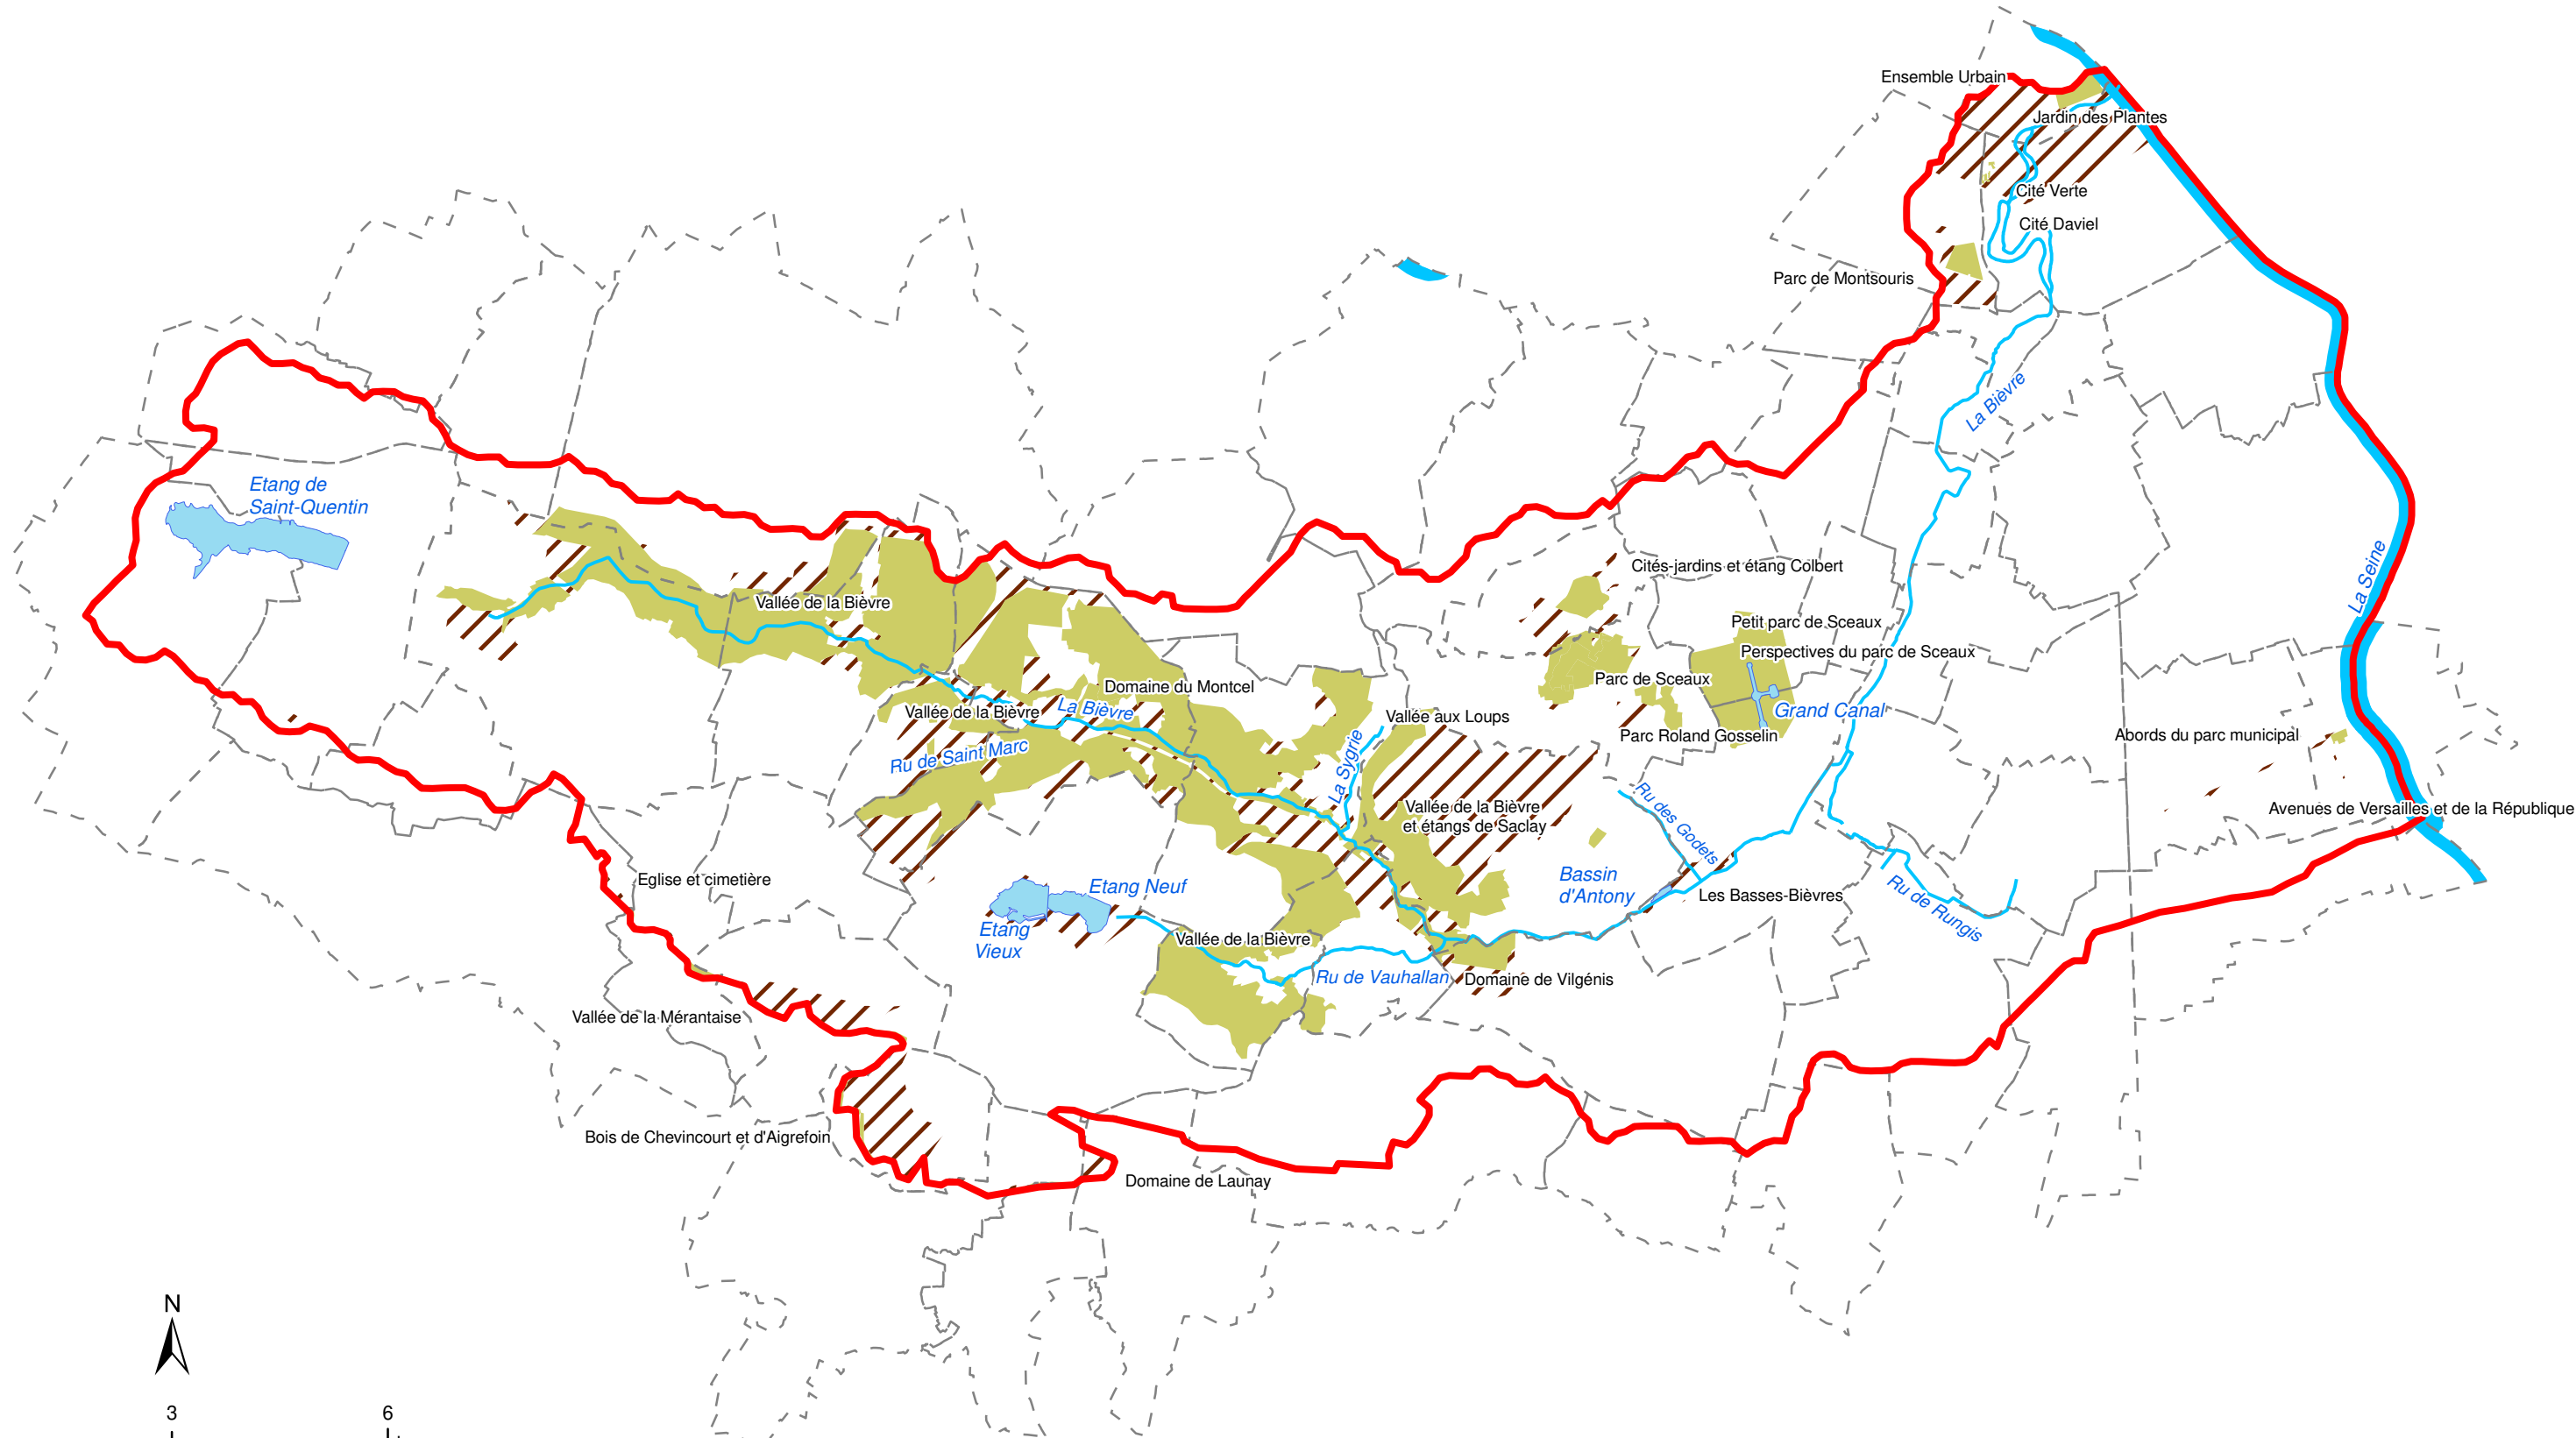 Ensemble Urbain
Jardin des Plantes
Cité Verte
Cité Daviel
Parc de Montsouris
La Bièvre
Etang de
Saint-Quentin
La Seine
Cités-jardins et étang Colbert
Vallée de la Bièvre
Petit parc de Sceaux
Perspectives du parc de Sceaux
Parc de Sceaux
Domaine du Montcel
Vallée de la Bièvre
La Bièvre
Grand Canal
Vallée aux Loups
Parc Roland Gosselin
Abords du parc municipal
Ru de Saint Marc
La Sygrie
Vallée de la Bièvre
et étangs de Saclay
Ru des Godets
Avenues de Versailles et de la République
Eglise et cimetière
Etang Neuf
Bassin
d'Antony
Les Basses-Bièvres
Ru de Rungis
Etang
Vieux
Vallée de la Bièvre
Ru de Vauhallan
Domaine de Vilgénis
Vallée de la Mérantaise
Bois de Chevincourt et d'Aigrefoin
Domaine de Launay
N
3
6